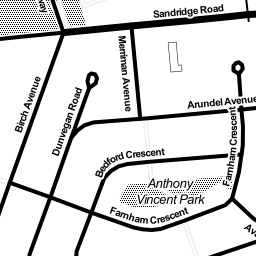 Sandridge Road
Merriman Avenue
Birch Avenue
Dunvegan Road
Arundel Avenue
Bedford Crescent
Farnham Crescent
Anthony
Vincent Park
Farnham Crescent